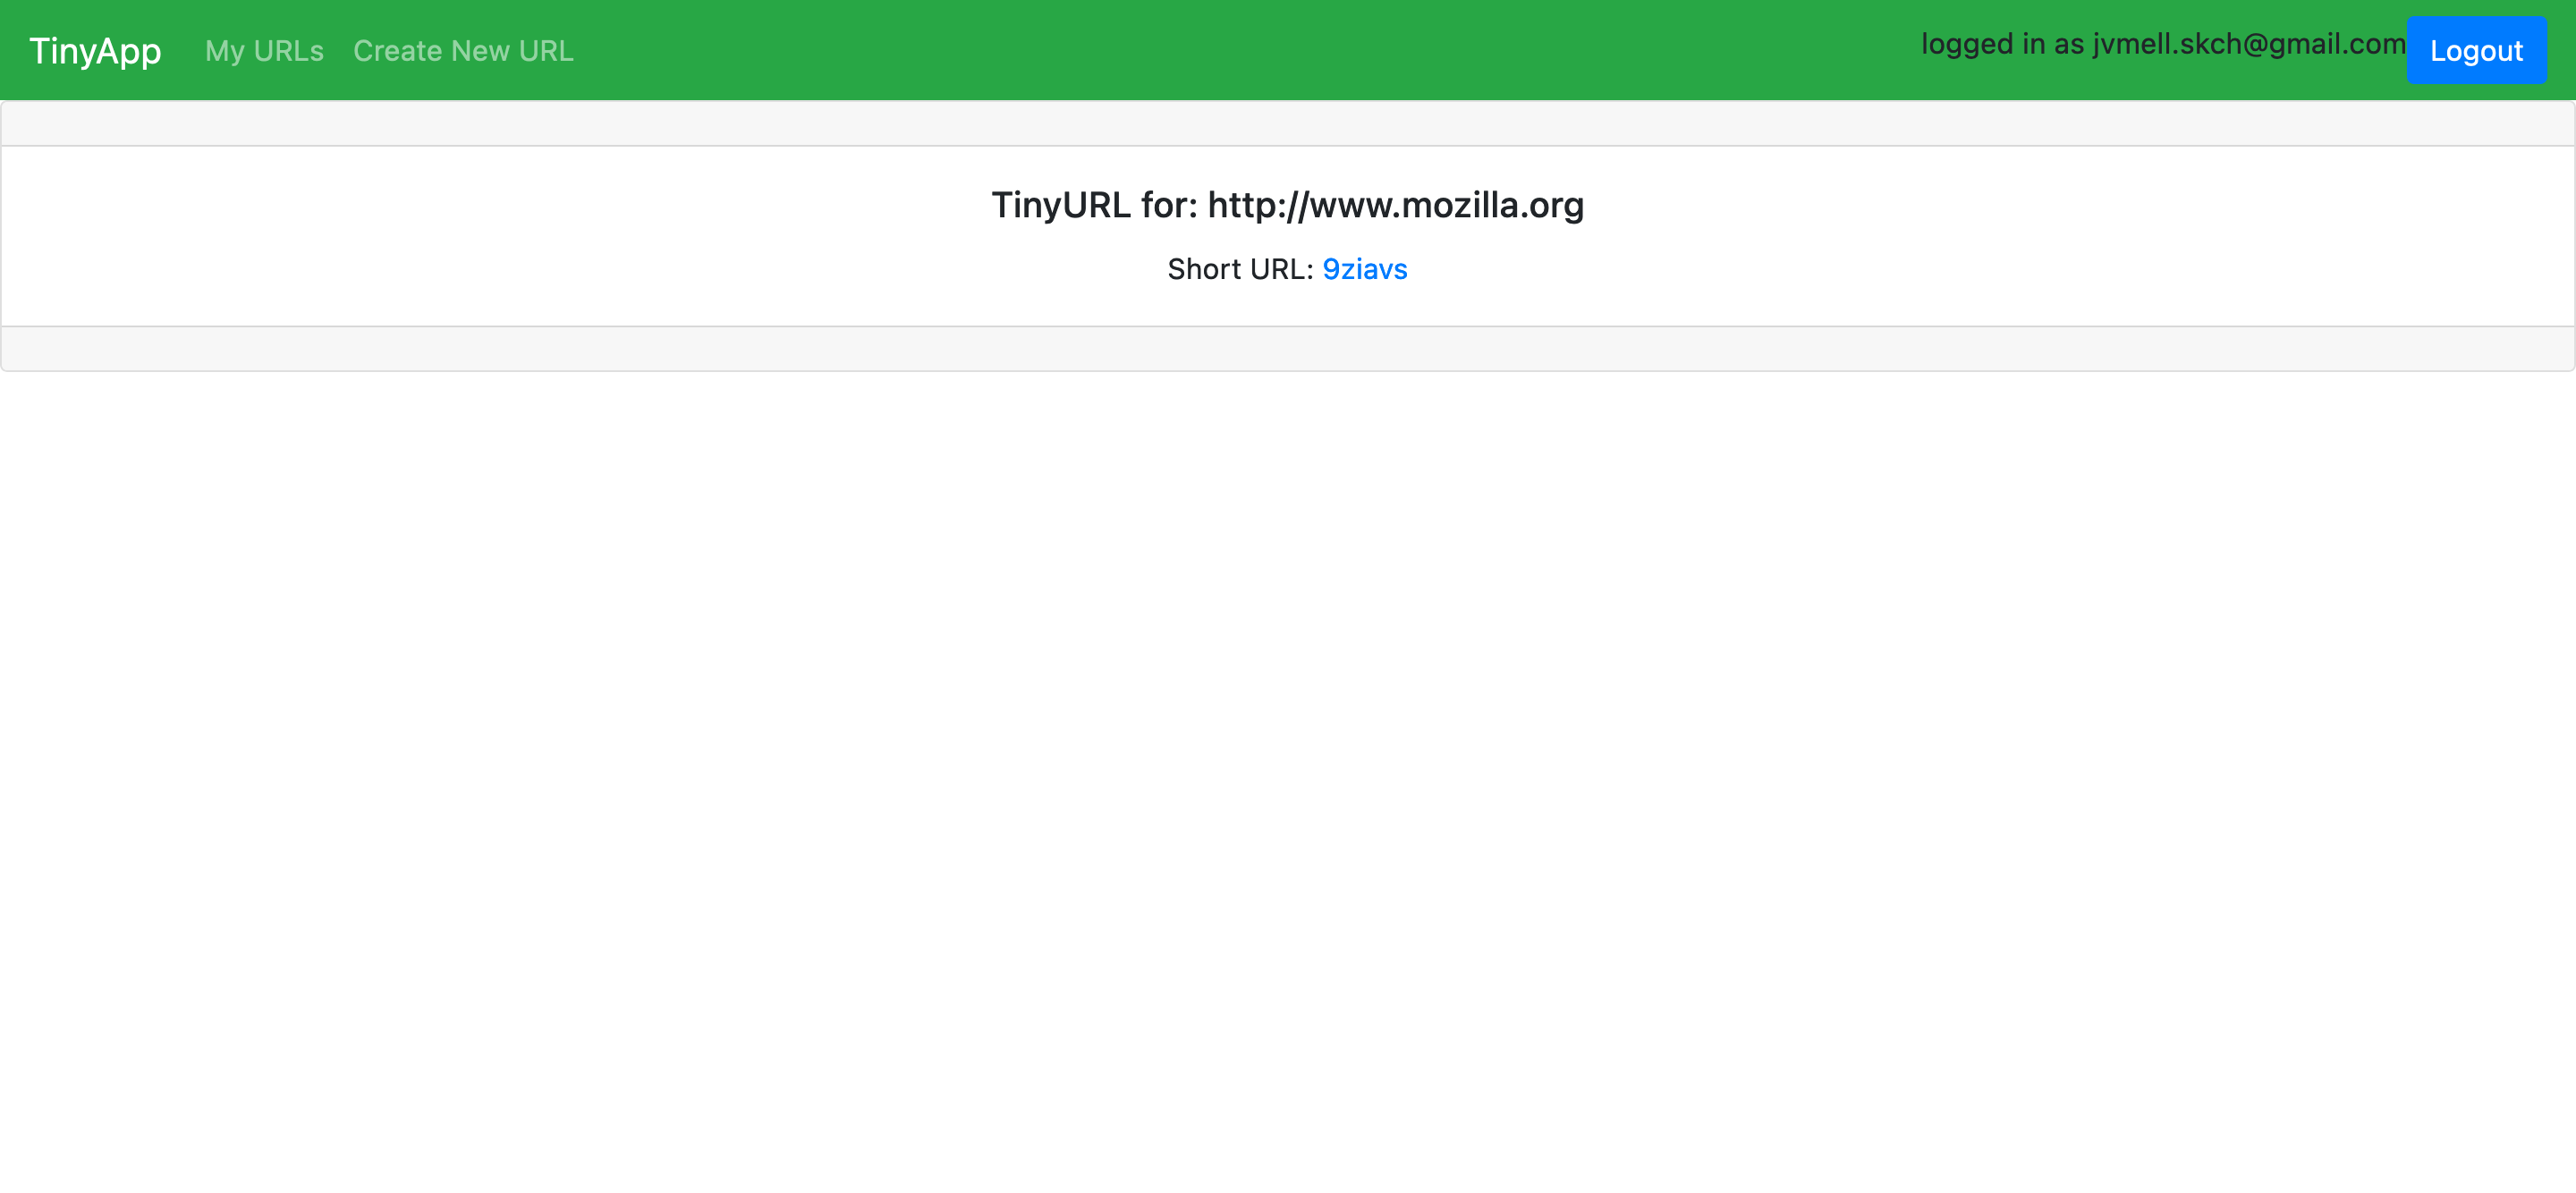 TinyApp My URLs Create New URL logged in as jvmell.skch@gmail.com Logout
TinyURL for: http://www.mozilla.org
Short URL: 9ziavs